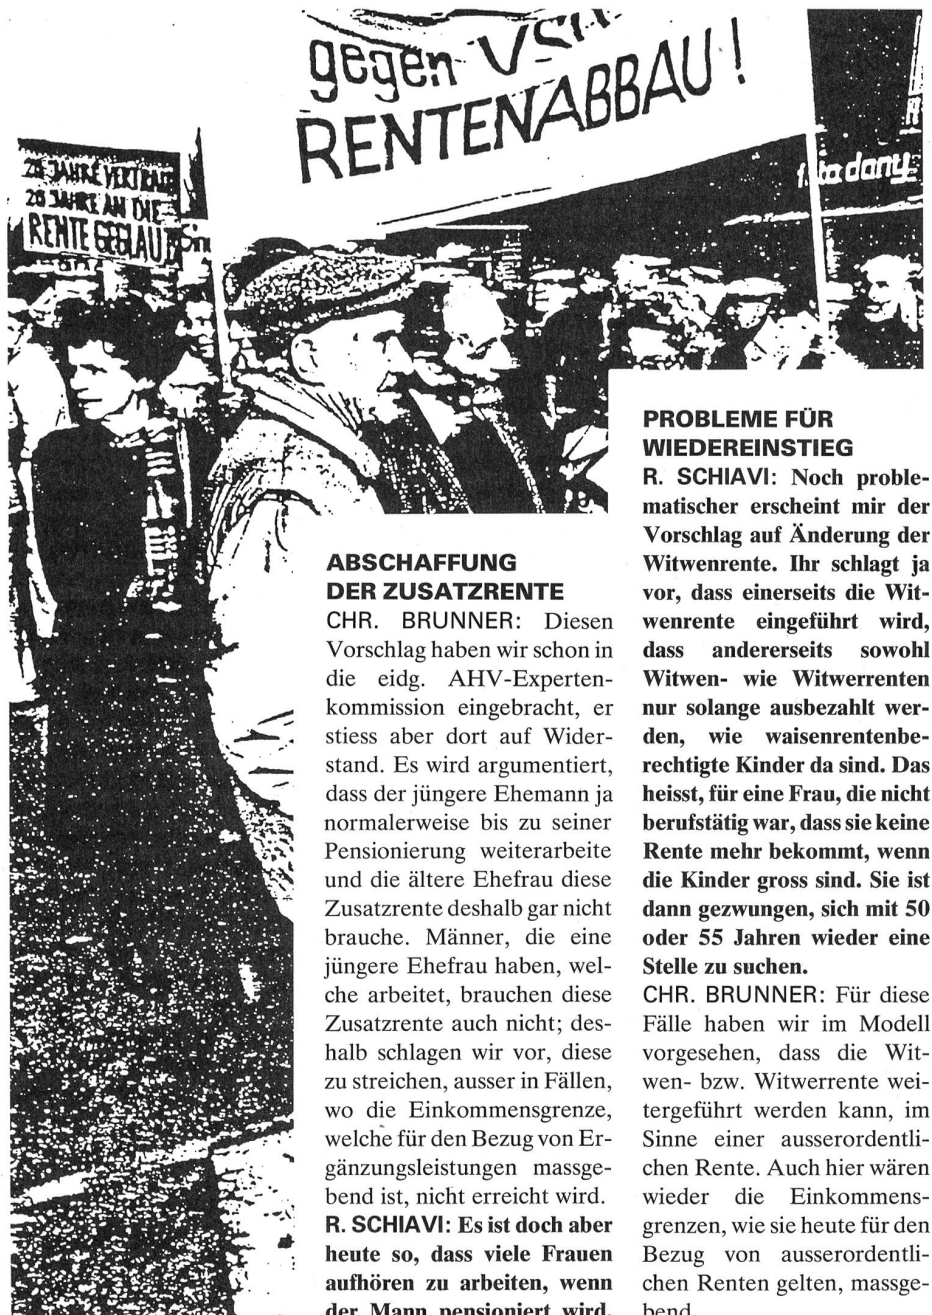 gegen
RENTENABBAU!
JAHRE
JAHRE AN DIE
RENTE GEGLAU
dany
ABSCHAFFUNG
DER ZUSATZRENTE
CHR. BRUNNER: Diesen
Vorschlag haben wir schon in
die eidg. AHV-Experten-
kommission eingebracht, er
stiess aber dort auf Wider-
stand. Es wird argumentiert,
dass der jüngere Ehemann ja
normalerweise bis zu seiner
Pensionierung weiterarbeite
und die ältere Ehefrau diese
Zusatzrente deshalb gar nicht
brauche. Männer, die eine
jüngere Ehefrau haben, wel-
che arbeitet, brauchen diese
Zusatzrente auch nicht; des-
halb schlagen wir vor, diese
zu streichen, ausser in Fällen,
wo die Einkommensgrenze,
welche für den Bezug von Er-
gänzungsleistungen massge-
bend ist, nicht erreicht wird.
R. SCHIAVI: Es ist doch aber
heute so, dass viele Frauen
aufhören zu arbeiten, wenn
der Mann pensioniert wird.
PROBLEME FÜR
WIEDEREINSTIEG
R. SCHIAVI: Noch proble-
matischer erscheint mir der
Vorschlag auf Änderung der
Witwenrente. Ihr schlagt ja
vor, dass einerseits die Wit-
wenrente eingeführt wird,
dass andererseits sowohl
Witwen- wie Witwerrenten
nur solange ausbezahlt wer-
den, wie waisenrentenbe-
rechtigte Kinder da sind. Das
heisst, für eine Frau, die nicht
berufstätig war, dass sie keine
Rente mehr bekommt, wenn
die Kinder gross sind. Sie ist
dann gezwungen, sich mit 50
oder 55 Jahren wieder eine
Stelle zu suchen.
CHR. BRUNNER: Für diese
Fälle haben wir im Modell
vorgesehen, dass die Wit-
wen- bzw. Witwerrente wei-
tergeführt werden kann, im
Sinne einer ausserordentli-
chen Rente. Auch hier wären
wieder die Einkommens-
grenzen, wie sie heute für den
Bezug von ausserordentli-
chen Renten gelten, massge-
bend.